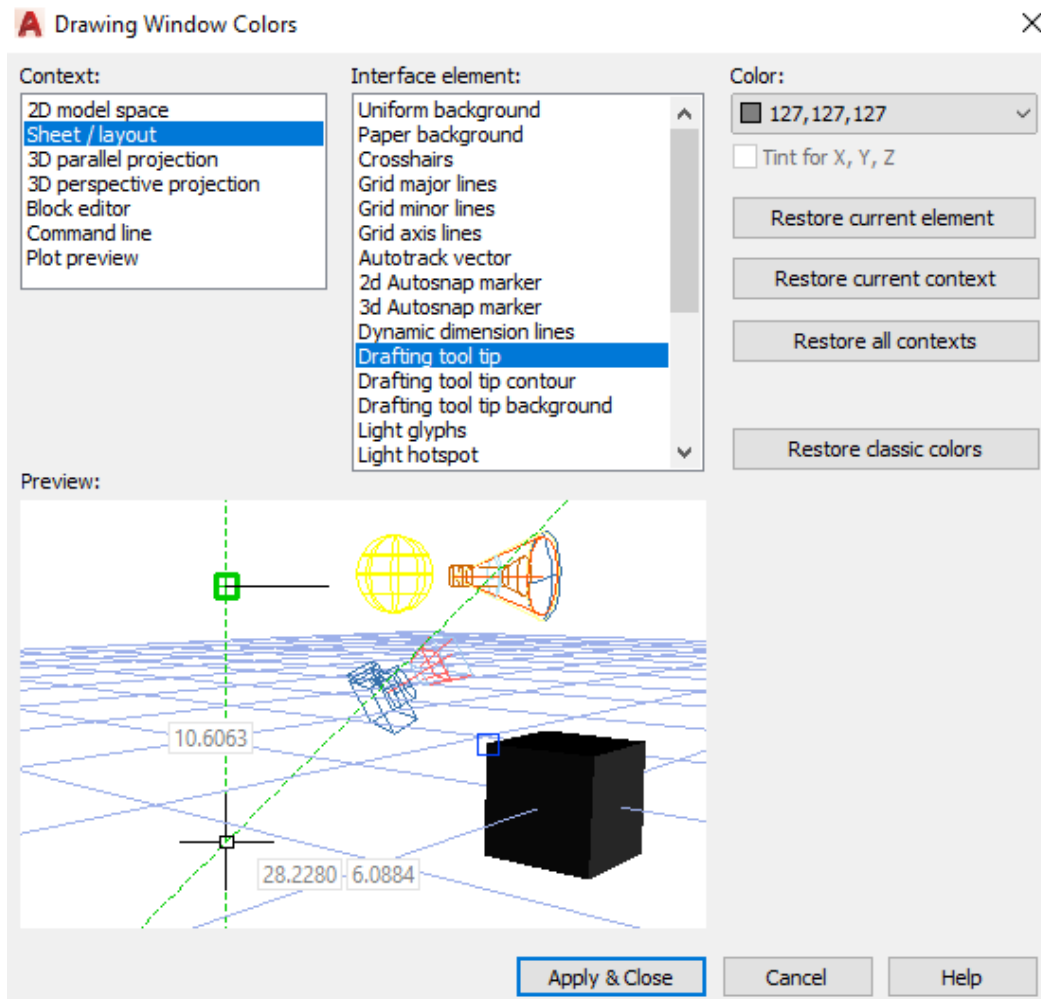 Drawing Window Colors
Context:
2D model space
Sheet / layout
3D parallel projection
3D perspective projection
Block editor
Command line
Plot preview
Interface element:
Uniform background
Paper background
Crosshairs
Grid major lines
Grid minor lines
Grid axis lines
Autotrack vector
2d Autosnap marker
3d Autosnap marker
Dynamic dimension lines
Drafting tool tip
Drafting tool tip contour
Drafting tool tip background
Light glyphs
Light hotspot
Color:
127,127,127
Tint for X, Y, Z
Restore current element
Restore current context
Restore all contexts
Restore classic colors
Preview:
10.6063
28.2280 6.0884
Apply & Close Cancel Help